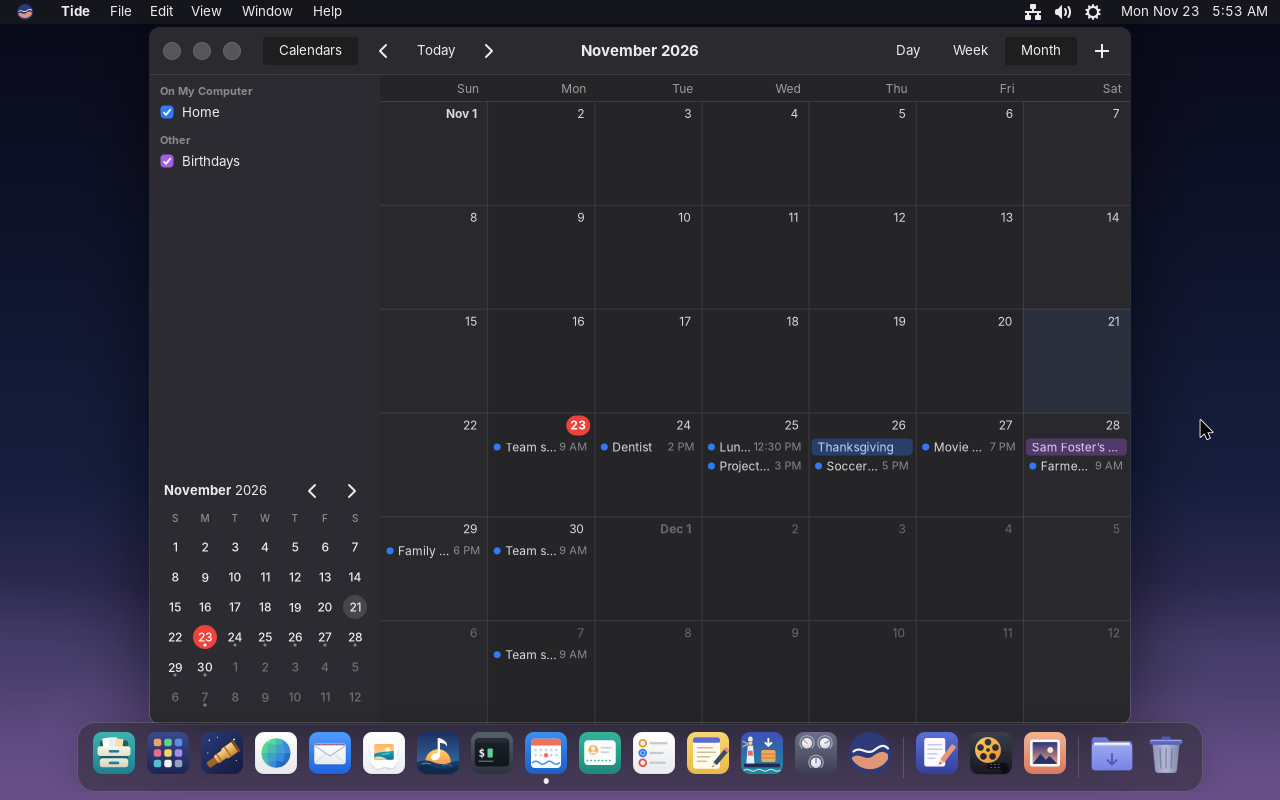 Tide File Edit View Window Help Mon Nov 23 5:53 AM
Calendars Today November 2026 Day Week Month
On My Computer
Home
Other
Birthdays
Sun Mon Tue Wed Thu Fri Sat
Nov 1 2 3 4 5 6 7
8 9 10 11 12 13 14
15 16 17 18 19 20 21
22 23 24 25 26 27 28
Team s... 9 AM Dentist 2 PM Lun... 12:30 PM Thanksgiving Movie ... 7 PM Sam Foster's ...
Project... 3 PM Soccer... 5 PM Farme... 9 AM
29 30 Dec 1 2 3 4 5
Family ... 6 PM Team s... 9 AM
6 7 8 9 10 11 12
Team s... 9 AM
November 2026
S M T W T F S
1 2 3 4 5 6 7
8 9 10 11 12 13 14
15 16 17 18 19 20 21
22 23 24 25 26 27 28
29 30 1 2 3 4 5
6 7 8 9 10 11 12
$